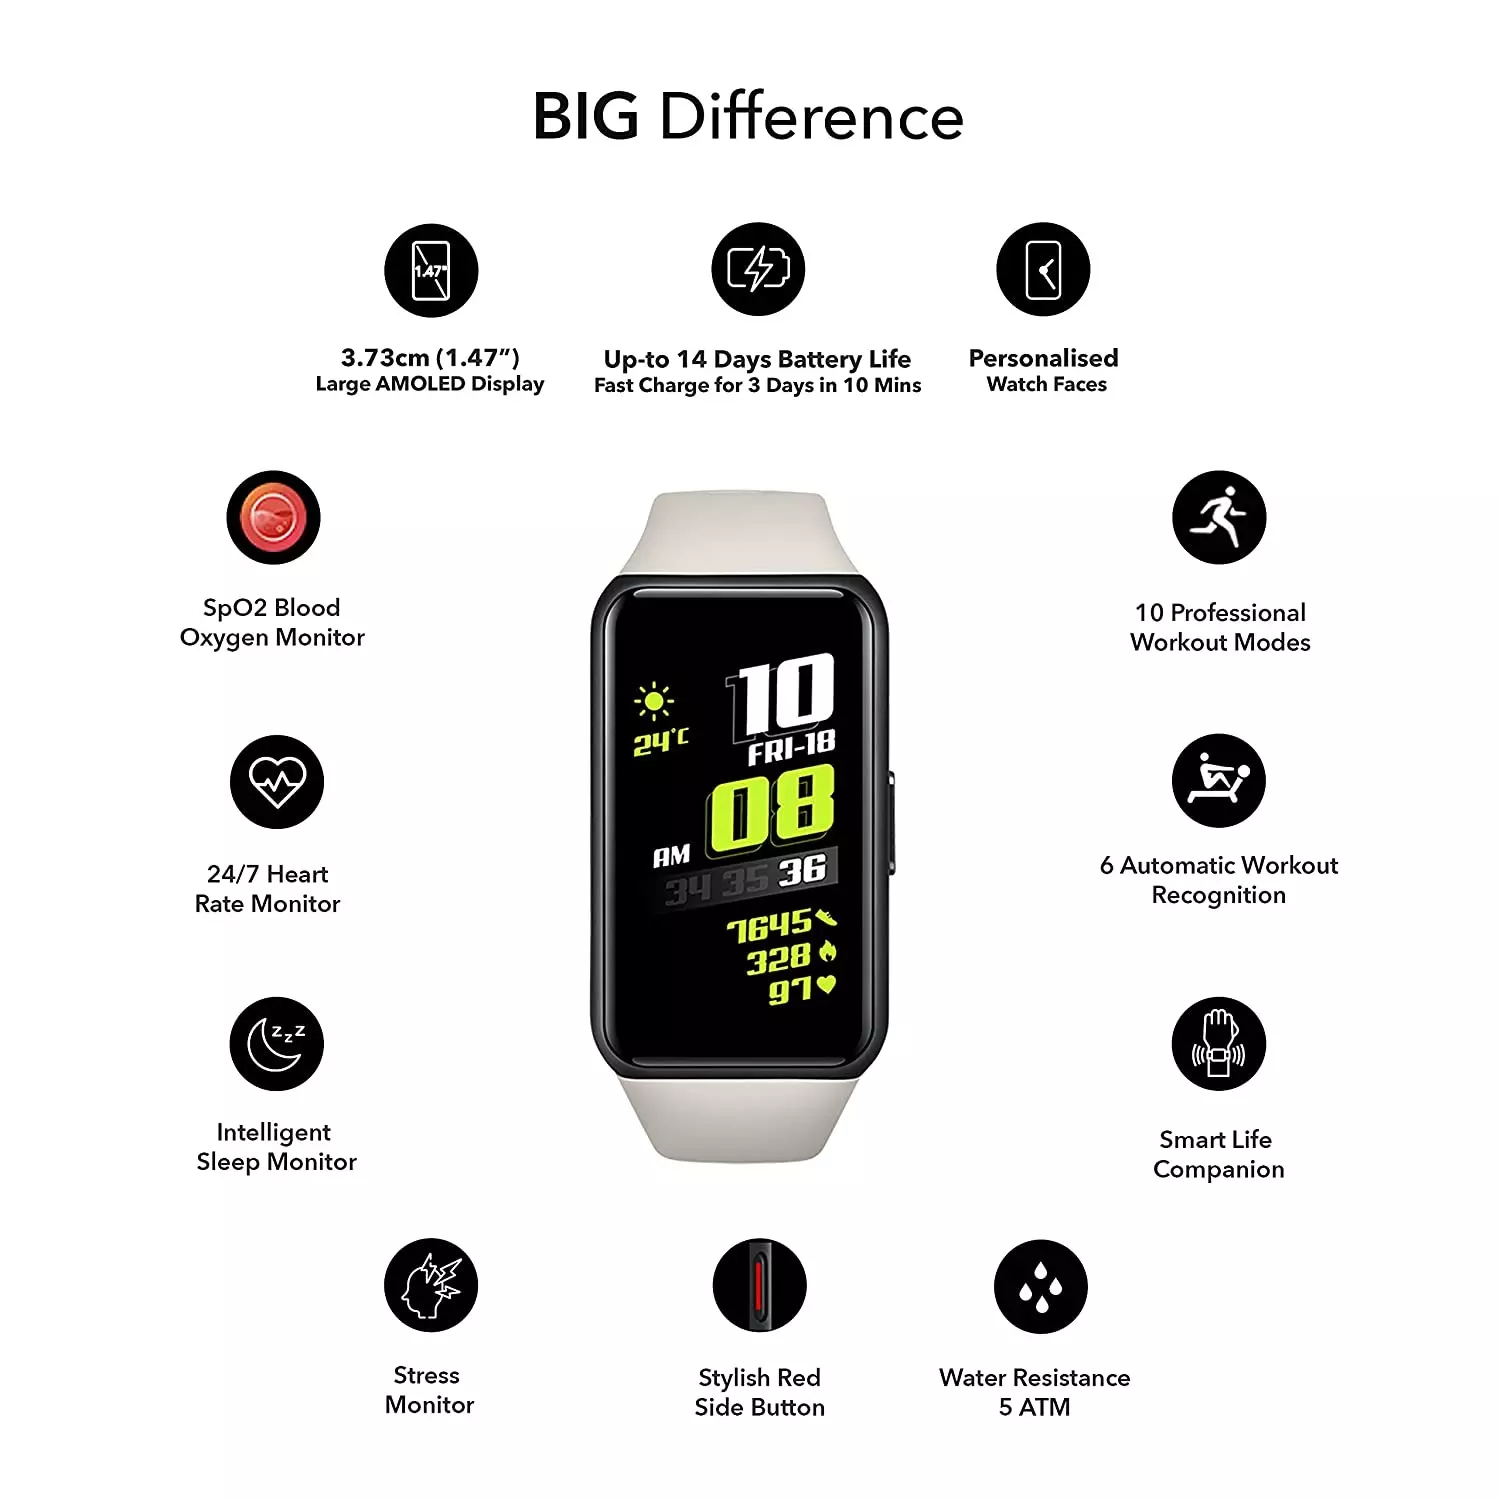 BIG Difference
1.47"
3.73cm (1.47”)
Large AMOLED Display
Up-to 14 Days Battery Life
Fast Charge for 3 Days in 10 Mins
Personalised
Watch Faces
SpO2 Blood
Oxygen Monitor
24/7 Heart
Rate Monitor
z z z
Intelligent
Sleep Monitor
10
24°C
FRI-18
08
AM
34 35 36
7645
328
97
10 Professional
Workout Modes
6 Automatic Workout
Recognition
Smart Life
Companion
Stress
Monitor
Stylish Red
Side Button
Water Resistance
5 ATM